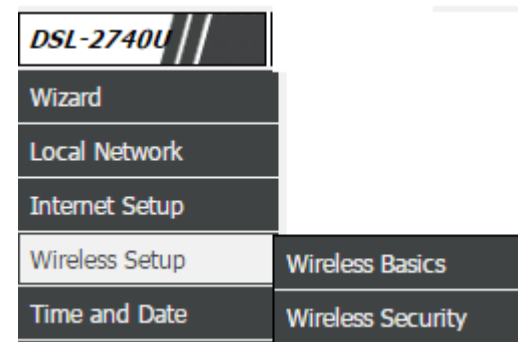 DSL-2740U
Wizard
Local Network
Internet Setup
Wireless Setup
Wireless Basics
Time and Date
Wireless Security